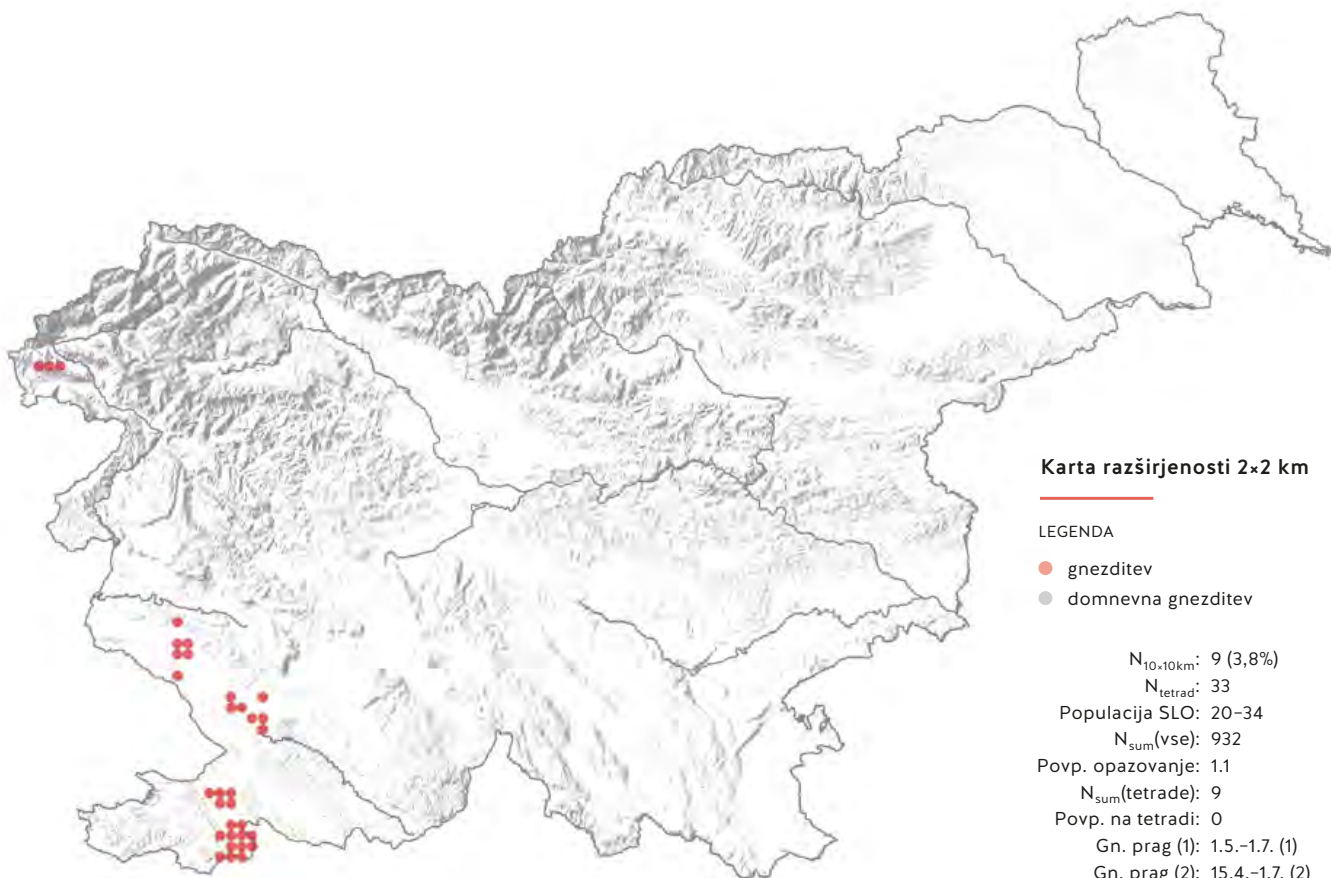 Karta razširjenosti 2×2 km
LEGENDA
gnezditev
domnevna gnezditev
N10×10km: 9 (3,8%)
Ntetrad: 33
Populacija SLO: 20–34
Nsum(vse): 932
Povp. opazovanje: 1.1
Nsum(tetrade): 9
Povp. na tetradi: 0
Gn. prag (1): 1.5.–1.7. (1)
Gn. prag (2): 15.4.–1.7. (2)